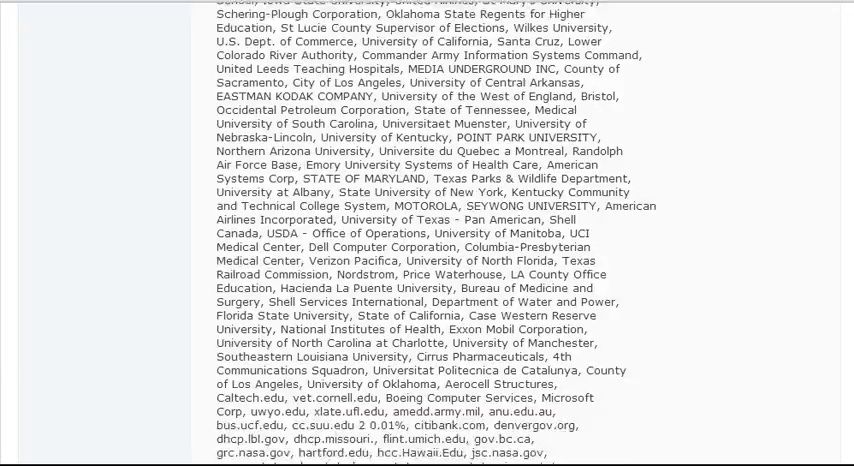 School, Iowa State University, United Airlines, St Mary's University,
Schering-Plough Corporation, Oklahoma State Regents for Higher
Education, St Lucie County Supervisor of Elections, Wilkes University,
U.S. Dept. of Commerce, University of California, Santa Cruz, Lower
Colorado River Authority, Commander Army Information Systems Command,
United Leeds Teaching Hospitals, MEDIA UNDERGROUND INC, County of
Sacramento, City of Los Angeles, University of Central Arkansas,
EASTMAN KODAK COMPANY, University of the West of England, Bristol,
Occidental Petroleum Corporation, State of Tennessee, Medical
University of South Carolina, Universitaet Muenster, University of
Nebraska-Lincoln, University of Kentucky, POINT PARK UNIVERSITY,
Northern Arizona University, Universite du Quebec a Montreal, Randolph
Air Force Base, Emory University Systems of Health Care, American
Systems Corp, STATE OF MARYLAND, Texas Parks & Wildlife Department,
University at Albany, State University of New York, Kentucky Community
and Technical College System, MOTOROLA, SEYWONG UNIVERSITY, American
Airlines Incorporated, University of Texas - Pan American, Shell
Canada, USDA - Office of Operations, University of Manitoba, UCI
Medical Center, Dell Computer Corporation, Columbia-Presbyterian
Medical Center, Verizon Pacifica, University of North Florida, Texas
Railroad Commission, Nordstrom, Price Waterhouse, LA County Office
Education, Hacienda La Puente University, Bureau of Medicine and
Surgery, Shell Services International, Department of Water and Power,
Florida State University, State of California, Case Western Reserve
University, National Institutes of Health, Exxon Mobil Corporation,
University of North Carolina at Charlotte, University of Manchester,
Southeastern Louisiana University, Cirrus Pharmaceuticals, 4th
Communications Squadron, Universitat Politecnica de Catalunya, County
of Los Angeles, University of Oklahoma, Aerocell Structures,
Caltech.edu, vet.cornell.edu, Boeing Computer Services, Microsoft
Corp, uwyo.edu, xlate.ufl.edu, amedd.army.mil, anu.edu.au,
bus.ucf.edu, cc.suu.edu 2 0.01%, citibank.com, denvergov.org,
dhcp.lbl.gov, dhcp.missouri., flint.umich.edu, gov.bc.ca,
grc.nasa.gov, hartford.edu, hcc.Hawaii.Edu, jsc.nasa.gov,